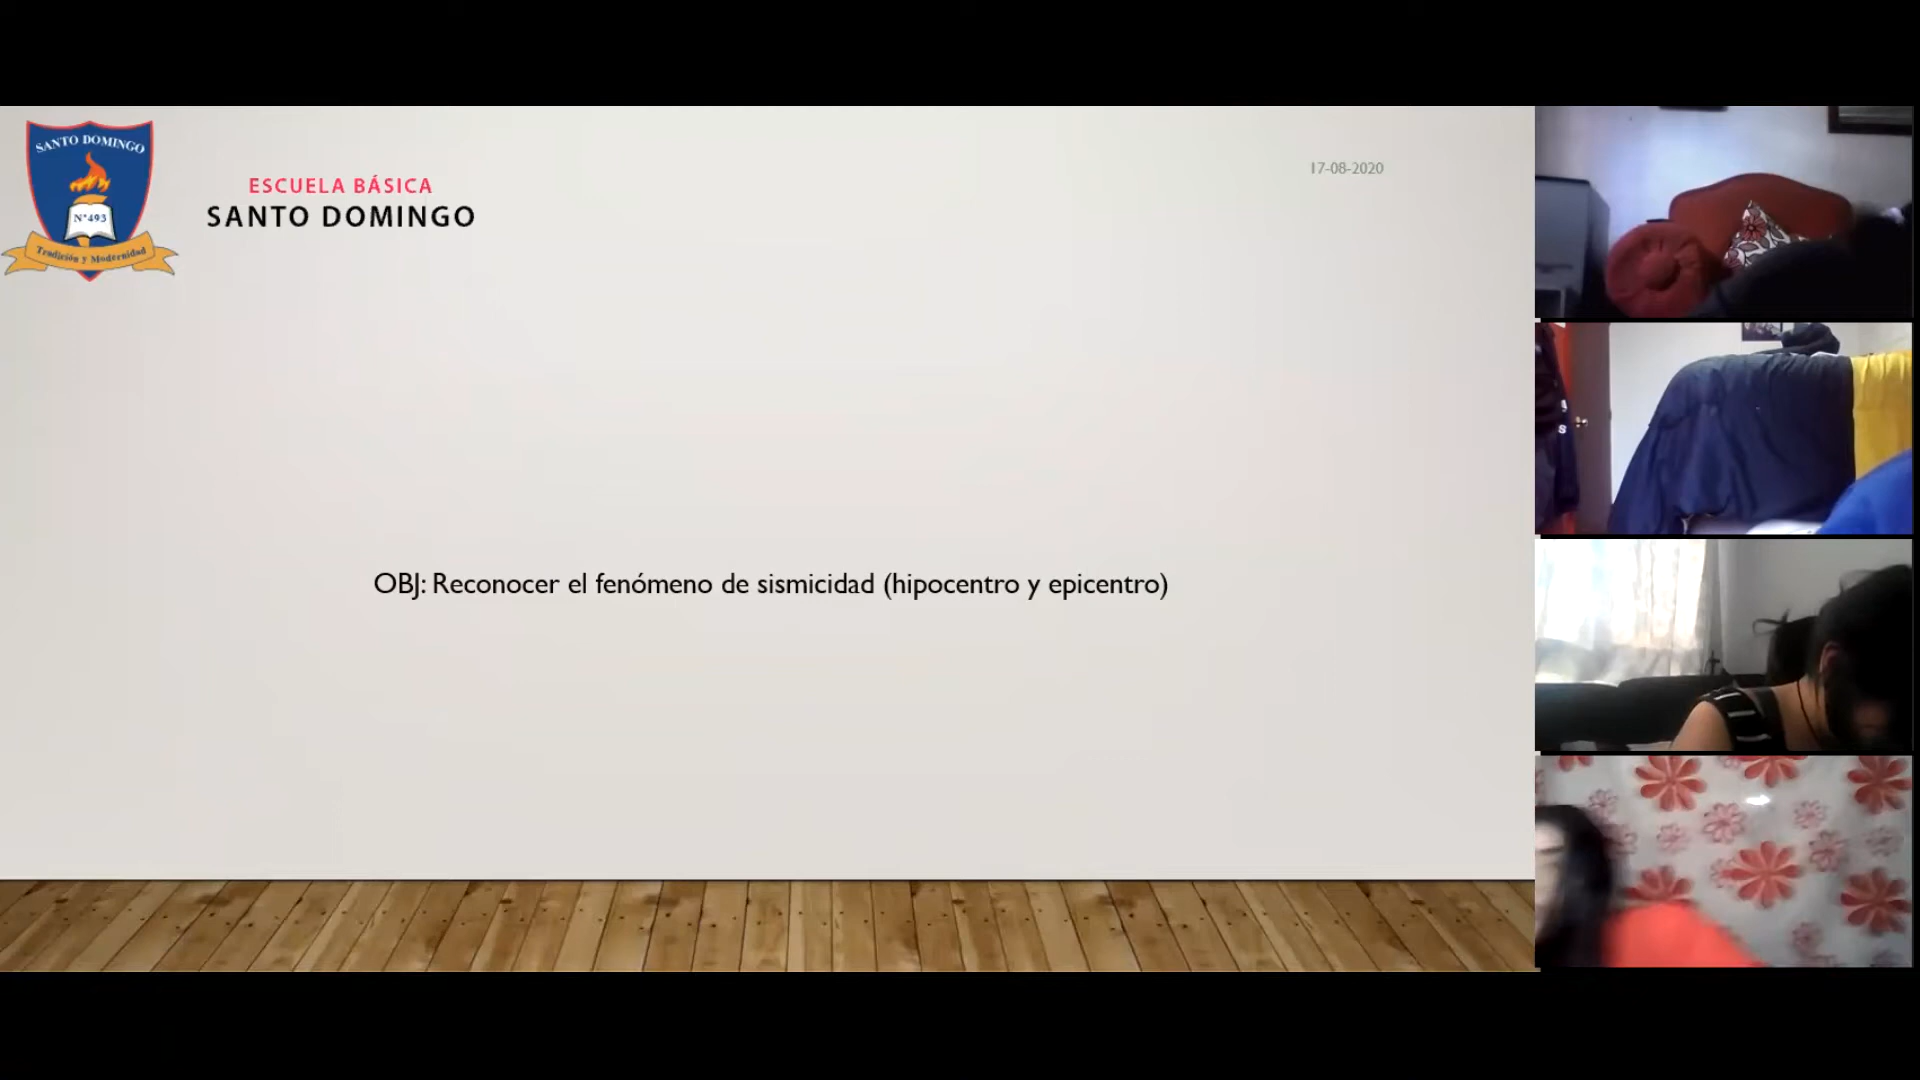 SANTO DOMINGO
N°493
Tradición y Modernidad
ESCUELA BÁSICA
SANTO DOMINGO
17-08-2020
OBJ: Reconocer el fenómeno de sismicidad (hipocentro y epicentro)